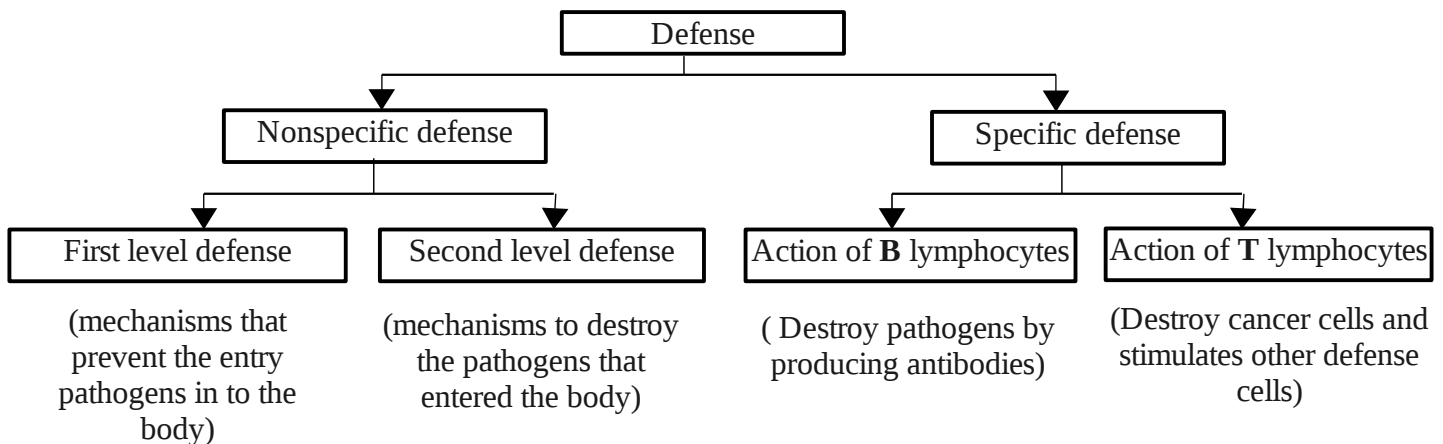 Defense
Nonspecific defense
Specific defense
First level defense
Second level defense
Action of B lymphocytes
Action of T lymphocytes
(mechanisms that
prevent the entry
pathogens in to the
body)
(mechanisms to destroy
the pathogens that
entered the body)
( Destroy pathogens by
producing antibodies)
(Destroy cancer cells and
stimulates other defense
cells)